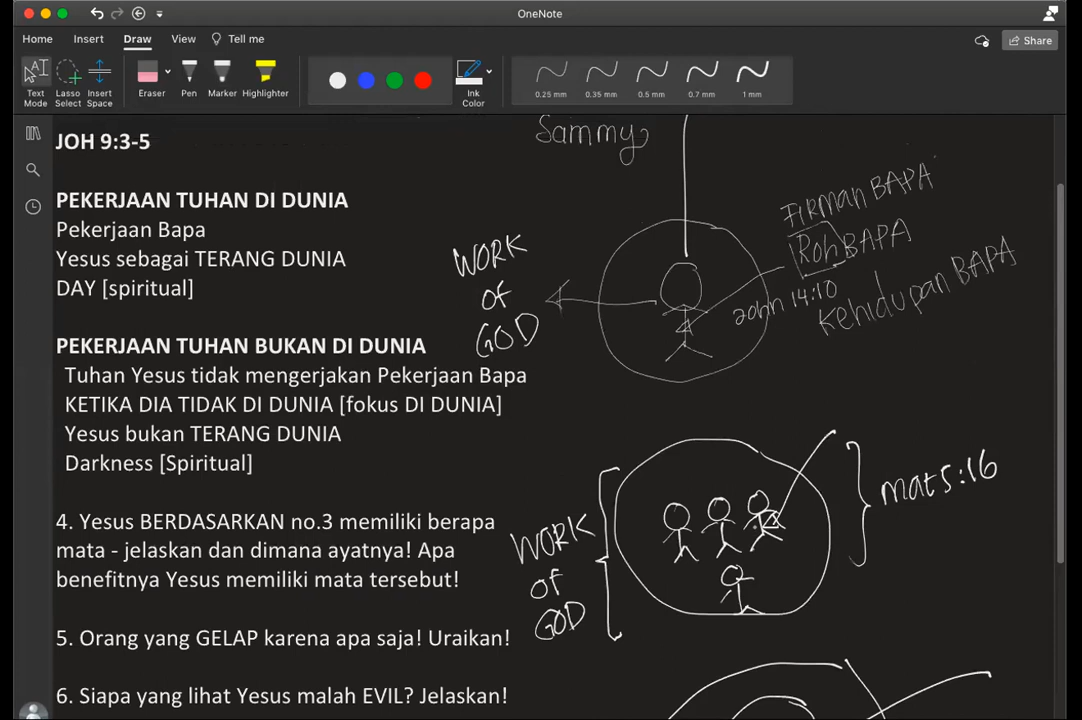 OneNote
Home Insert Draw View Tell me
Share
Text Mode
Lasso Select
Insert Space
Eraser
Pen
Marker
Highlighter
Ink Color
0.25 mm 0.35 mm 0.5 mm 0.7 mm 1 mm
JOH 9:3-5
PEKERJAAN TUHAN DI DUNIA
Pekerjaan Bapa
Yesus sebagai TERANG DUNIA
DAY [spiritual]
PEKERJAAN TUHAN BUKAN DI DUNIA
Tuhan Yesus tidak mengerjakan Pekerjaan Bapa
KETIKA DIA TIDAK DI DUNIA [fokus DI DUNIA]
Yesus bukan TERANG DUNIA
Darkness [Spiritual]
4. Yesus BERDASARKAN no.3 memiliki berapa
mata - jelaskan dan dimana ayatnya! Apa
benefitnya Yesus memiliki mata tersebut!
5. Orang yang GELAP karena apa saja! Uraikan!
6. Siapa yang lihat Yesus malah EVIL? Jelaskan!
Sammy
FIRMAN BAPA
Roh BAPA
Kehidupan BAPA
14:10
WORK
of
GOD
mat 5:16
WORK
of
GOD